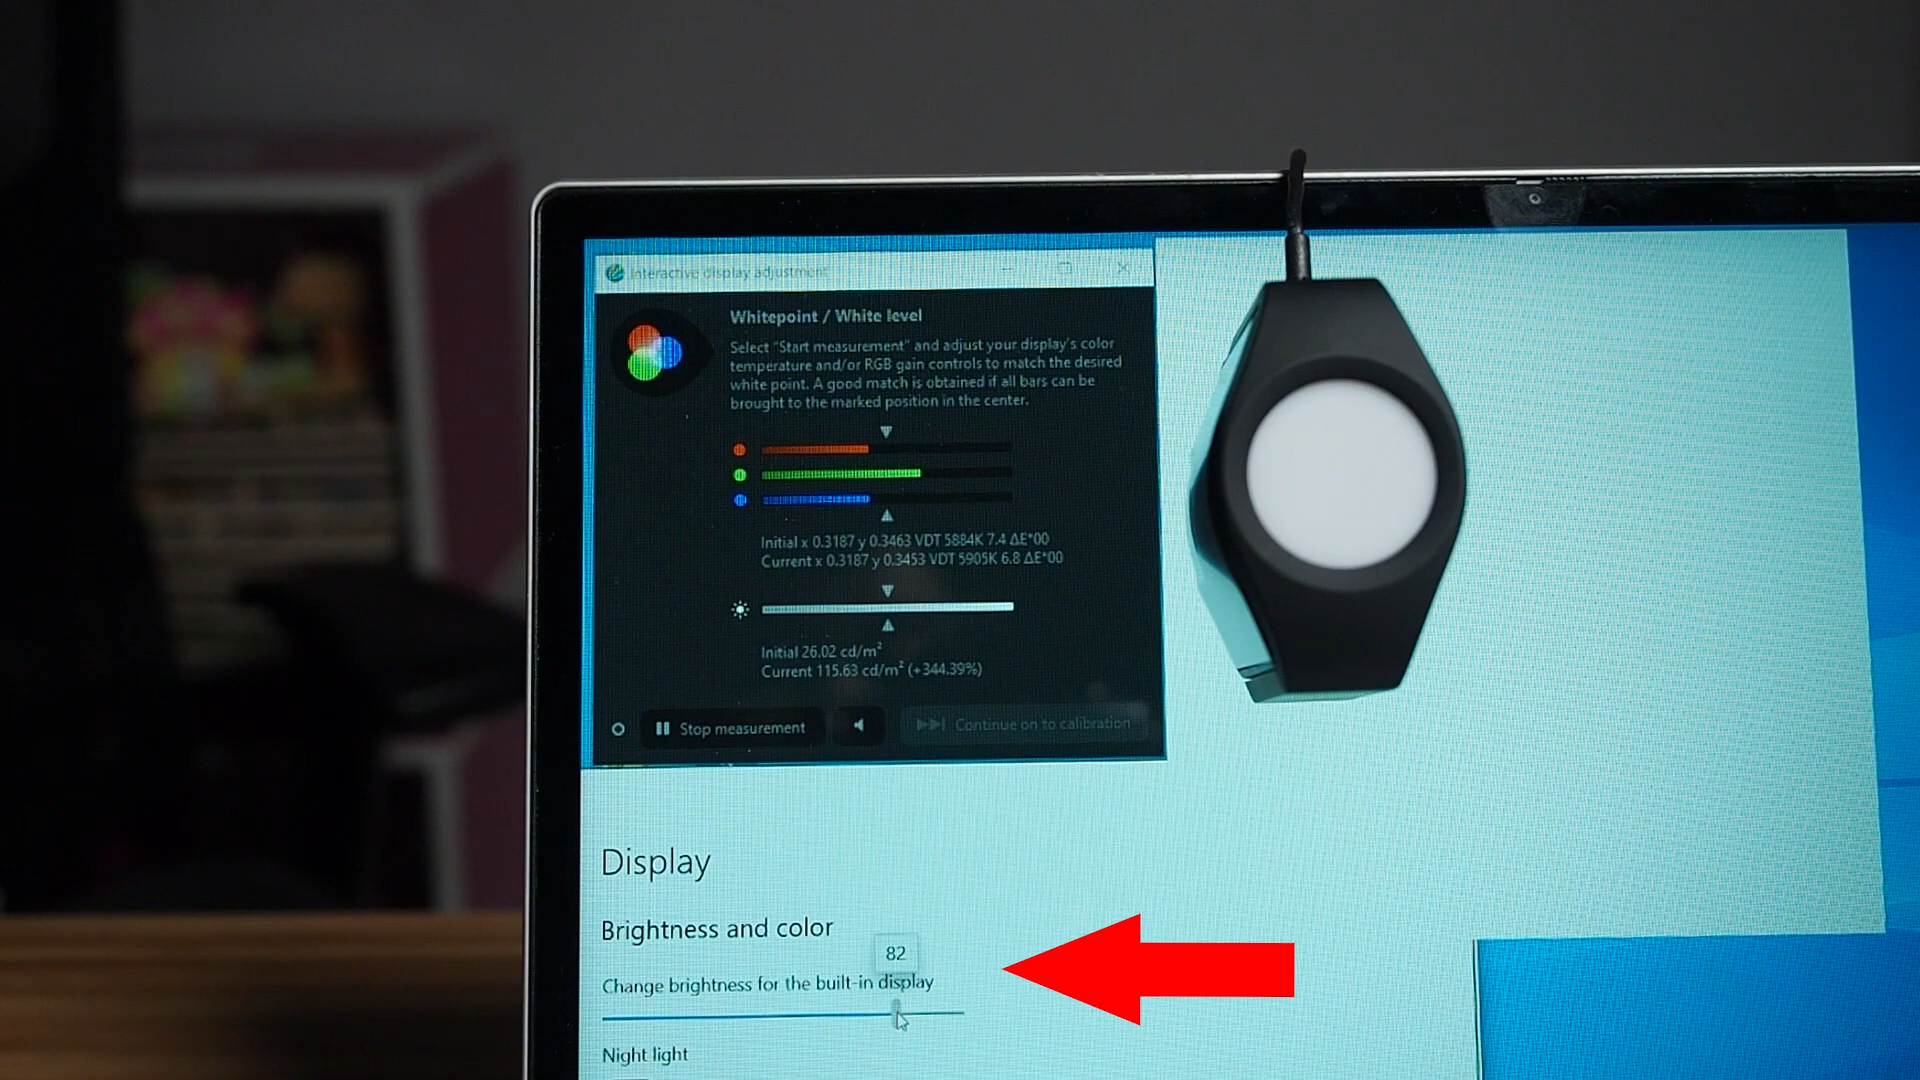 Interactive display adjustment
Whitepoint / White level
Select "Start measurement" and adjust your display's color
temperature and/or RGB gain controls to match the desired
white point. A good match is obtained if all bars can be
brought to the marked position in the center.
Initial x 0.3187 y 0.3463 VDT 5884K 7.4 ΔE*00
Current x 0.3187 y 0.3453 VDT 5905K 6.8 ΔE*00
Initial 26.02 cd/m²
Current 115.63 cd/m² (+344.39%)
Stop measurement
Continue on to calibration
Display
Brightness and color
82
Change brightness for the built-in display
Night light